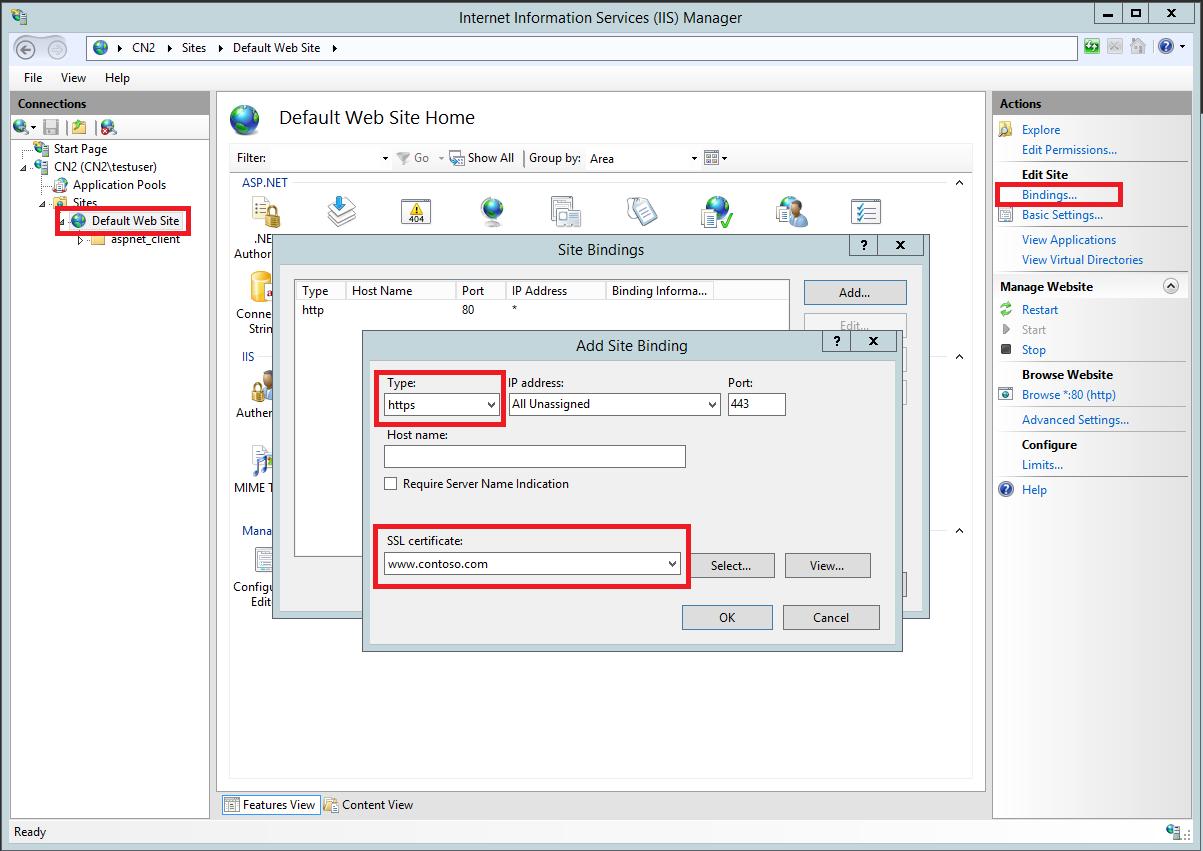 Internet Information Services (IIS) Manager
CN2 Sites Default Web Site
File View Help
Connections
Start Page
CN2 (CN2\testuser)
Application Pools
Sites
Default Web Site
aspnet_client
Default Web Site Home
Filter: Go Show All Group by: Area
ASP.NET
404
.NE
Author
Conne
Strin
IIS
Auther
MIME T
Mana
Configu
Edit
Site Bindings
? X
Type Host Name Port IP Address Binding Informa...
http 80 *
Add...
Edit...
Add Site Binding
? X
Type: IP address: Port:
https All Unassigned 443
Host name:
Require Server Name Indication
SSL certificate:
www.contoso.com Select... View...
OK Cancel
Features View Content View
Actions
Explore
Edit Permissions...
Edit Site
Bindings...
Basic Settings...
View Applications
View Virtual Directories
Manage Website
Restart
Start
Stop
Browse Website
Browse *:80 (http)
Advanced Settings...
Configure
Limits...
Help
Ready